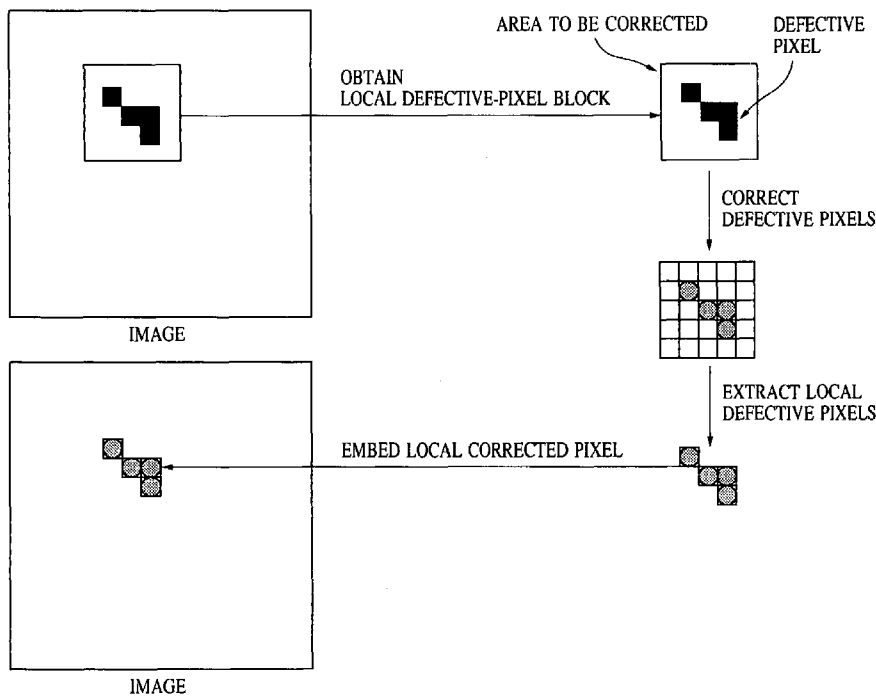 AREA TO BE CORRECTED
DEFECTIVE
PIXEL
OBTAIN
LOCAL DEFECTIVE-PIXEL BLOCK
CORRECT
DEFECTIVE PIXELS
IMAGE
EXTRACT LOCAL
DEFECTIVE PIXELS
EMBED LOCAL CORRECTED PIXEL
IMAGE